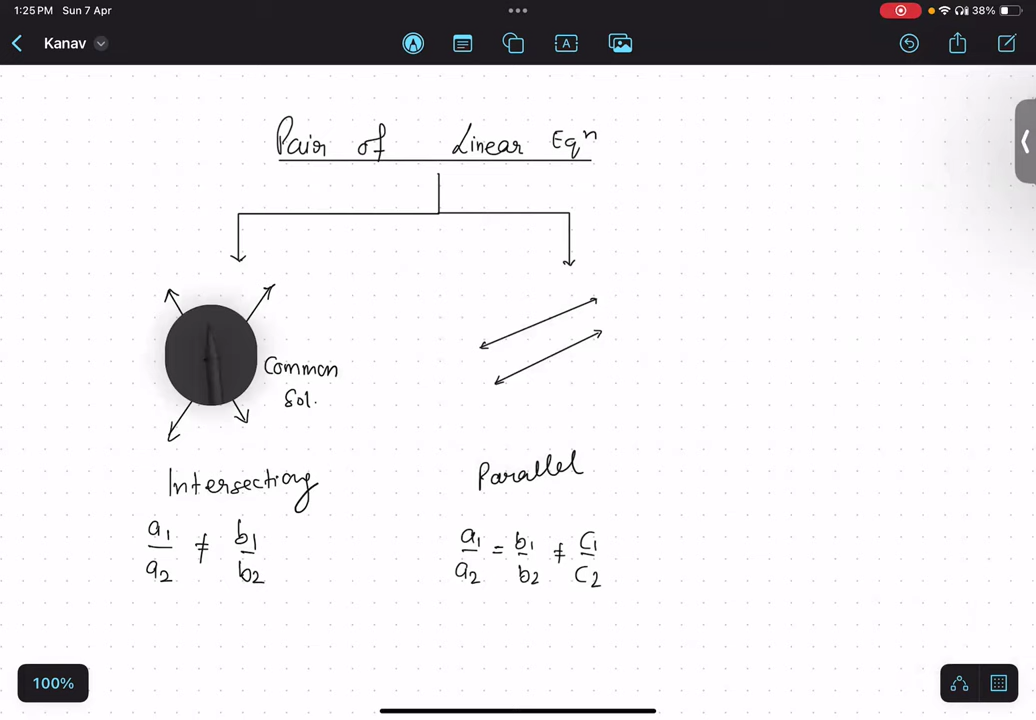 1:25 PM Sun 7 Apr
38%
Kanav
A
Pair of Linear Eqⁿ
Common
Sol.
Intersecting
Parallel
a₁/a₂ ≠ b₁/b₂
a₁/a₂ = b₁/b₂ ≠ c₁/c₂
100%